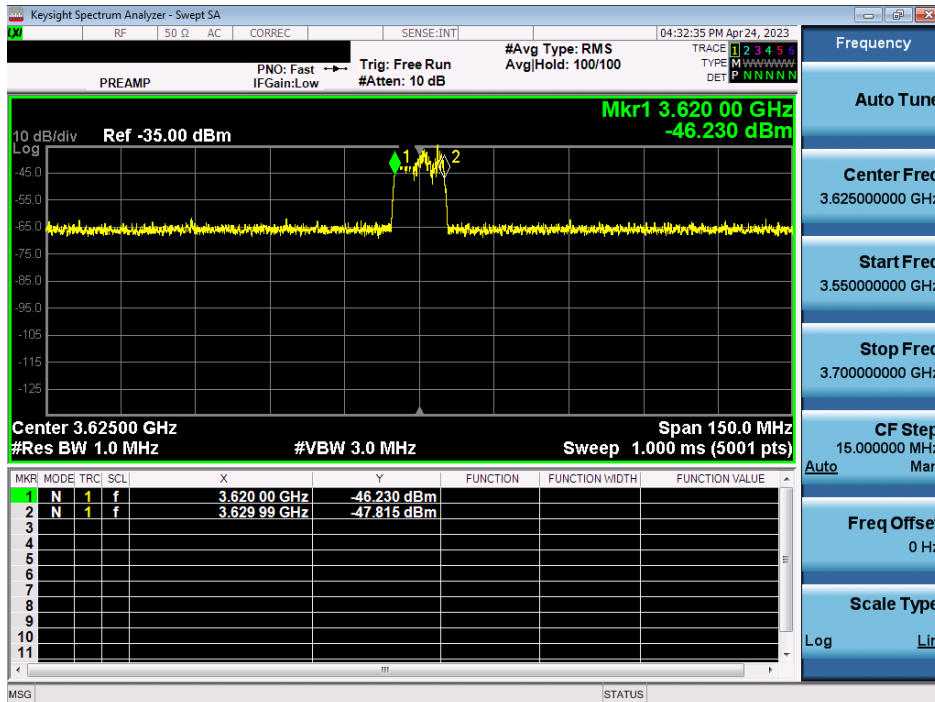 Keysight Spectrum Analyzer - Swept SA
LXI RF 50 Ω AC CORREC SENSE:INT 04:32:35 PM Apr 24, 2023
PREAMP
PNO: Fast
IFGain:Low
Trig: Free Run
#Atten: 10 dB
#Avg Type: RMS
Avg|Hold: 100/100
TRACE 1 2 3 4 5 6
TYPE M WWWWW
DET P N N N N N
Mkr1 3.620 00 GHz
-46.230 dBm
10 dB/div Ref -35.00 dBm
Log
1 2
-45.0
-55.0
-65.0
-75.0
-85.0
-95.0
-105
-115
-125
Center 3.62500 GHz Span 150.0 MHz
#Res BW 1.0 MHz #VBW 3.0 MHz Sweep 1.000 ms (5001 pts)
MKR MODE TRC SCL X Y FUNCTION FUNCTION WIDTH FUNCTION VALUE
1 N 1 f 3.620 00 GHz -46.230 dBm
2 N 1 f 3.629 99 GHz -47.815 dBm
3
4
5
6
7
8
9
10
11
MSG STATUS
Frequency
Auto Tune
Center Freq
3.625000000 GHz
Start Freq
3.550000000 GHz
Stop Freq
3.700000000 GHz
CF Step
15.000000 MHz
Auto Man
Freq Offset
0 Hz
Scale Type
Log Lin